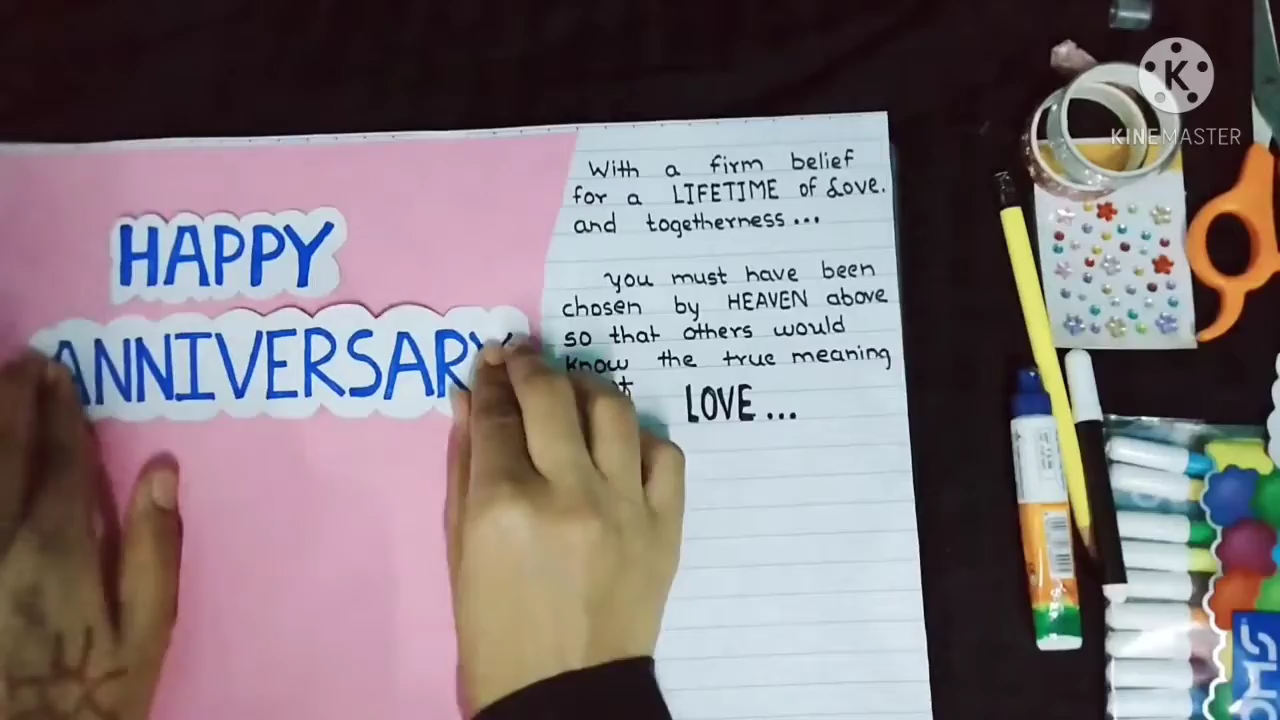 HAPPY
ANNIVERSARY
With a firm belief
for a LIFETIME of Love.
and togetherness...
you must have been
chosen by HEAVEN above
so that others would
know the true meaning
LOVE...
KINEMASTER